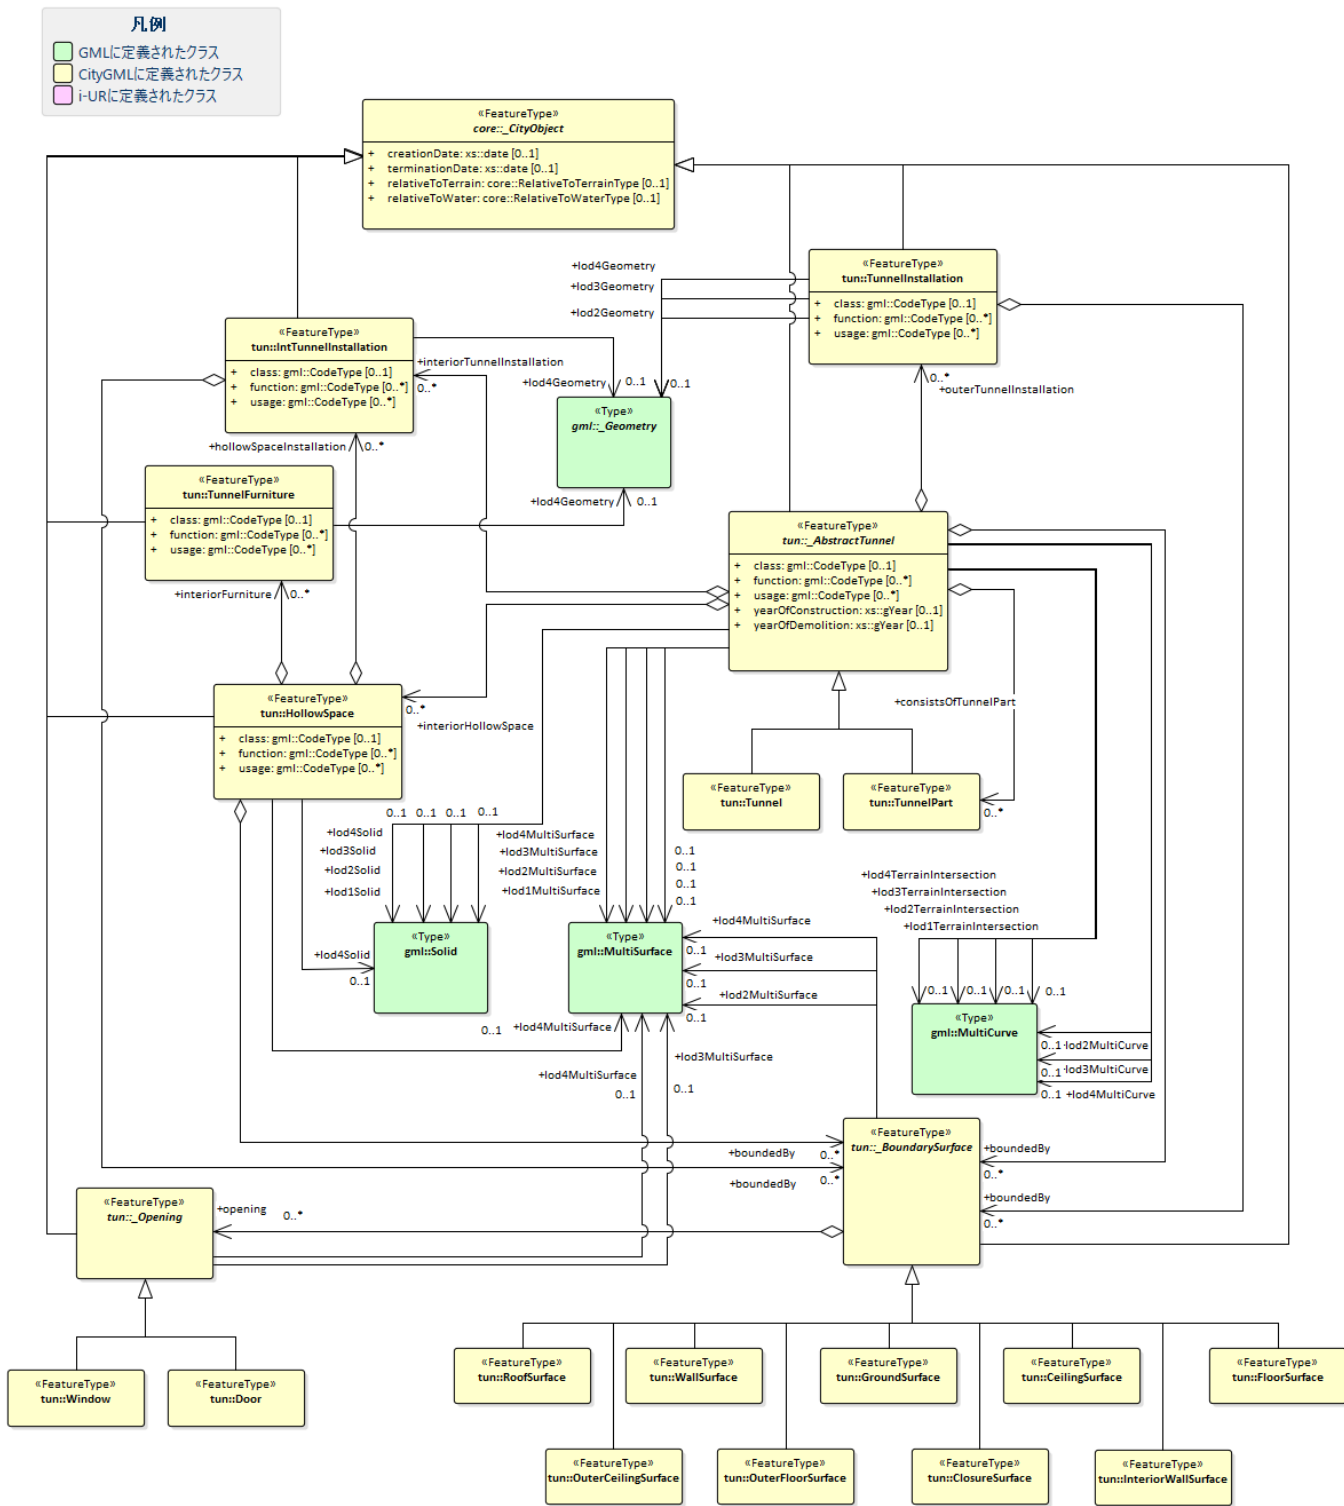 凡例
GMLに定義されたクラス
CityGMLに定義されたクラス
i-URに定義されたクラス
«FeatureType»
core::_CityObject
+ creationDate: xs::date [0..1]
+ terminationDate: xs::date [0..1]
+ relativeToTerrain: core::RelativeToTerrainType [0..1]
+ relativeToWater: core::RelativeToWaterType [0..1]
«FeatureType»
tun::TunnelInstallation
+ class: gml::CodeType [0..1]
+ function: gml::CodeType [0..*]
+ usage: gml::CodeType [0..*]
+lod4Geometry
+lod3Geometry
+lod2Geometry
0..1
«FeatureType»
tun::IntTunnelInstallation
+ class: gml::CodeType [0..1]
+ function: gml::CodeType [0..*]
+ usage: gml::CodeType [0..*]
+interiorTunnelInstallation
0..*
+lod4Geometry
0..1
0..*
+outerTunnelInstallation
«Type»
gml::_Geometry
+hollowSpaceInstallation
0..*
«FeatureType»
tun::TunnelFurniture
+ class: gml::CodeType [0..1]
+ function: gml::CodeType [0..*]
+ usage: gml::CodeType [0..*]
+lod4Geometry
0..1
+interiorFurniture
0..*
«FeatureType»
tun::_AbstractTunnel
+ class: gml::CodeType [0..1]
+ function: gml::CodeType [0..*]
+ usage: gml::CodeType [0..*]
+ yearOfConstruction: xs::gYear [0..1]
+ yearOfDemolition: xs::gYear [0..1]
«FeatureType»
tun::HollowSpace
+ class: gml::CodeType [0..1]
+ function: gml::CodeType [0..*]
+ usage: gml::CodeType [0..*]
0..*
+interiorHollowSpace
+consistsOfTunnelPart
0..*
«FeatureType»
tun::Tunnel
«FeatureType»
tun::TunnelPart
0..1 0..1 0..1 0..1
+lod4Solid
+lod3Solid
+lod2Solid
+lod1Solid
+lod4MultiSurface
+lod3MultiSurface
+lod2MultiSurface
+lod1MultiSurface
0..1
0..1
0..1
0..1
+lod4TerrainIntersection
+lod3TerrainIntersection
+lod2TerrainIntersection
+lod1TerrainIntersection
0..1 0..1 0..1 0..1
«Type»
gml::Solid
+lod4Solid
0..1
«Type»
gml::MultiSurface
+lod4MultiSurface
0..1
+lod3MultiSurface
0..1
+lod2MultiSurface
0..1
«Type»
gml::MultiCurve
0..1 +lod2MultiCurve
0..1 +lod3MultiCurve
0..1 +lod4MultiCurve
0..1
+lod4MultiSurface
+lod3MultiSurface
0..1
+lod4MultiSurface
0..1
«FeatureType»
tun::_BoundarySurface
+boundedBy
0..*
+boundedBy
0..*
+boundedBy
0..*
+boundedBy
0..*
«FeatureType»
tun::_Opening
+opening
0..*
«FeatureType»
tun::Window
«FeatureType»
tun::Door
«FeatureType»
tun::RoofSurface
«FeatureType»
tun::WallSurface
«FeatureType»
tun::GroundSurface
«FeatureType»
tun::CeilingSurface
«FeatureType»
tun::FloorSurface
«FeatureType»
tun::OuterCeilingSurface
«FeatureType»
tun::OuterFloorSurface
«FeatureType»
tun::ClosureSurface
«FeatureType»
tun::InteriorWallSurface